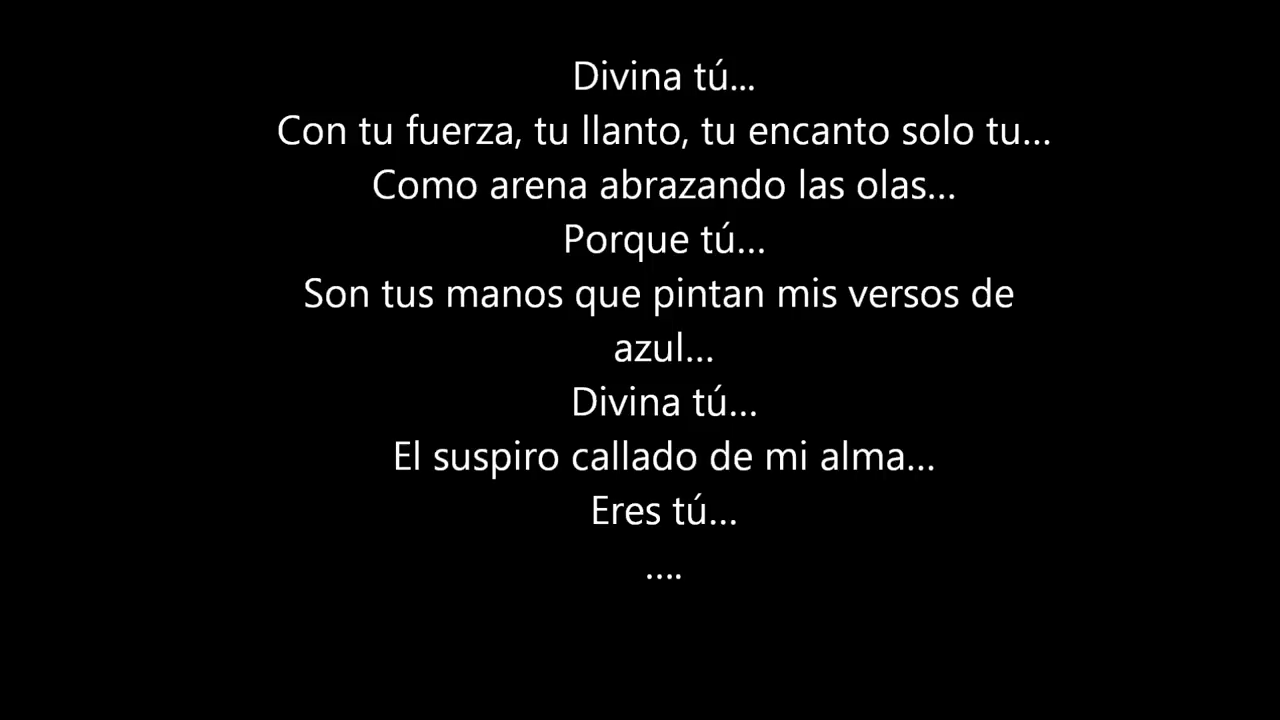 Divina tú...
Con tu fuerza, tu llanto, tu encanto solo tu...
Como arena abrazando las olas...
Porque tú...
Son tus manos que pintan mis versos de
azul...
Divina tú...
El suspiro callado de mi alma...
Eres tú...
....